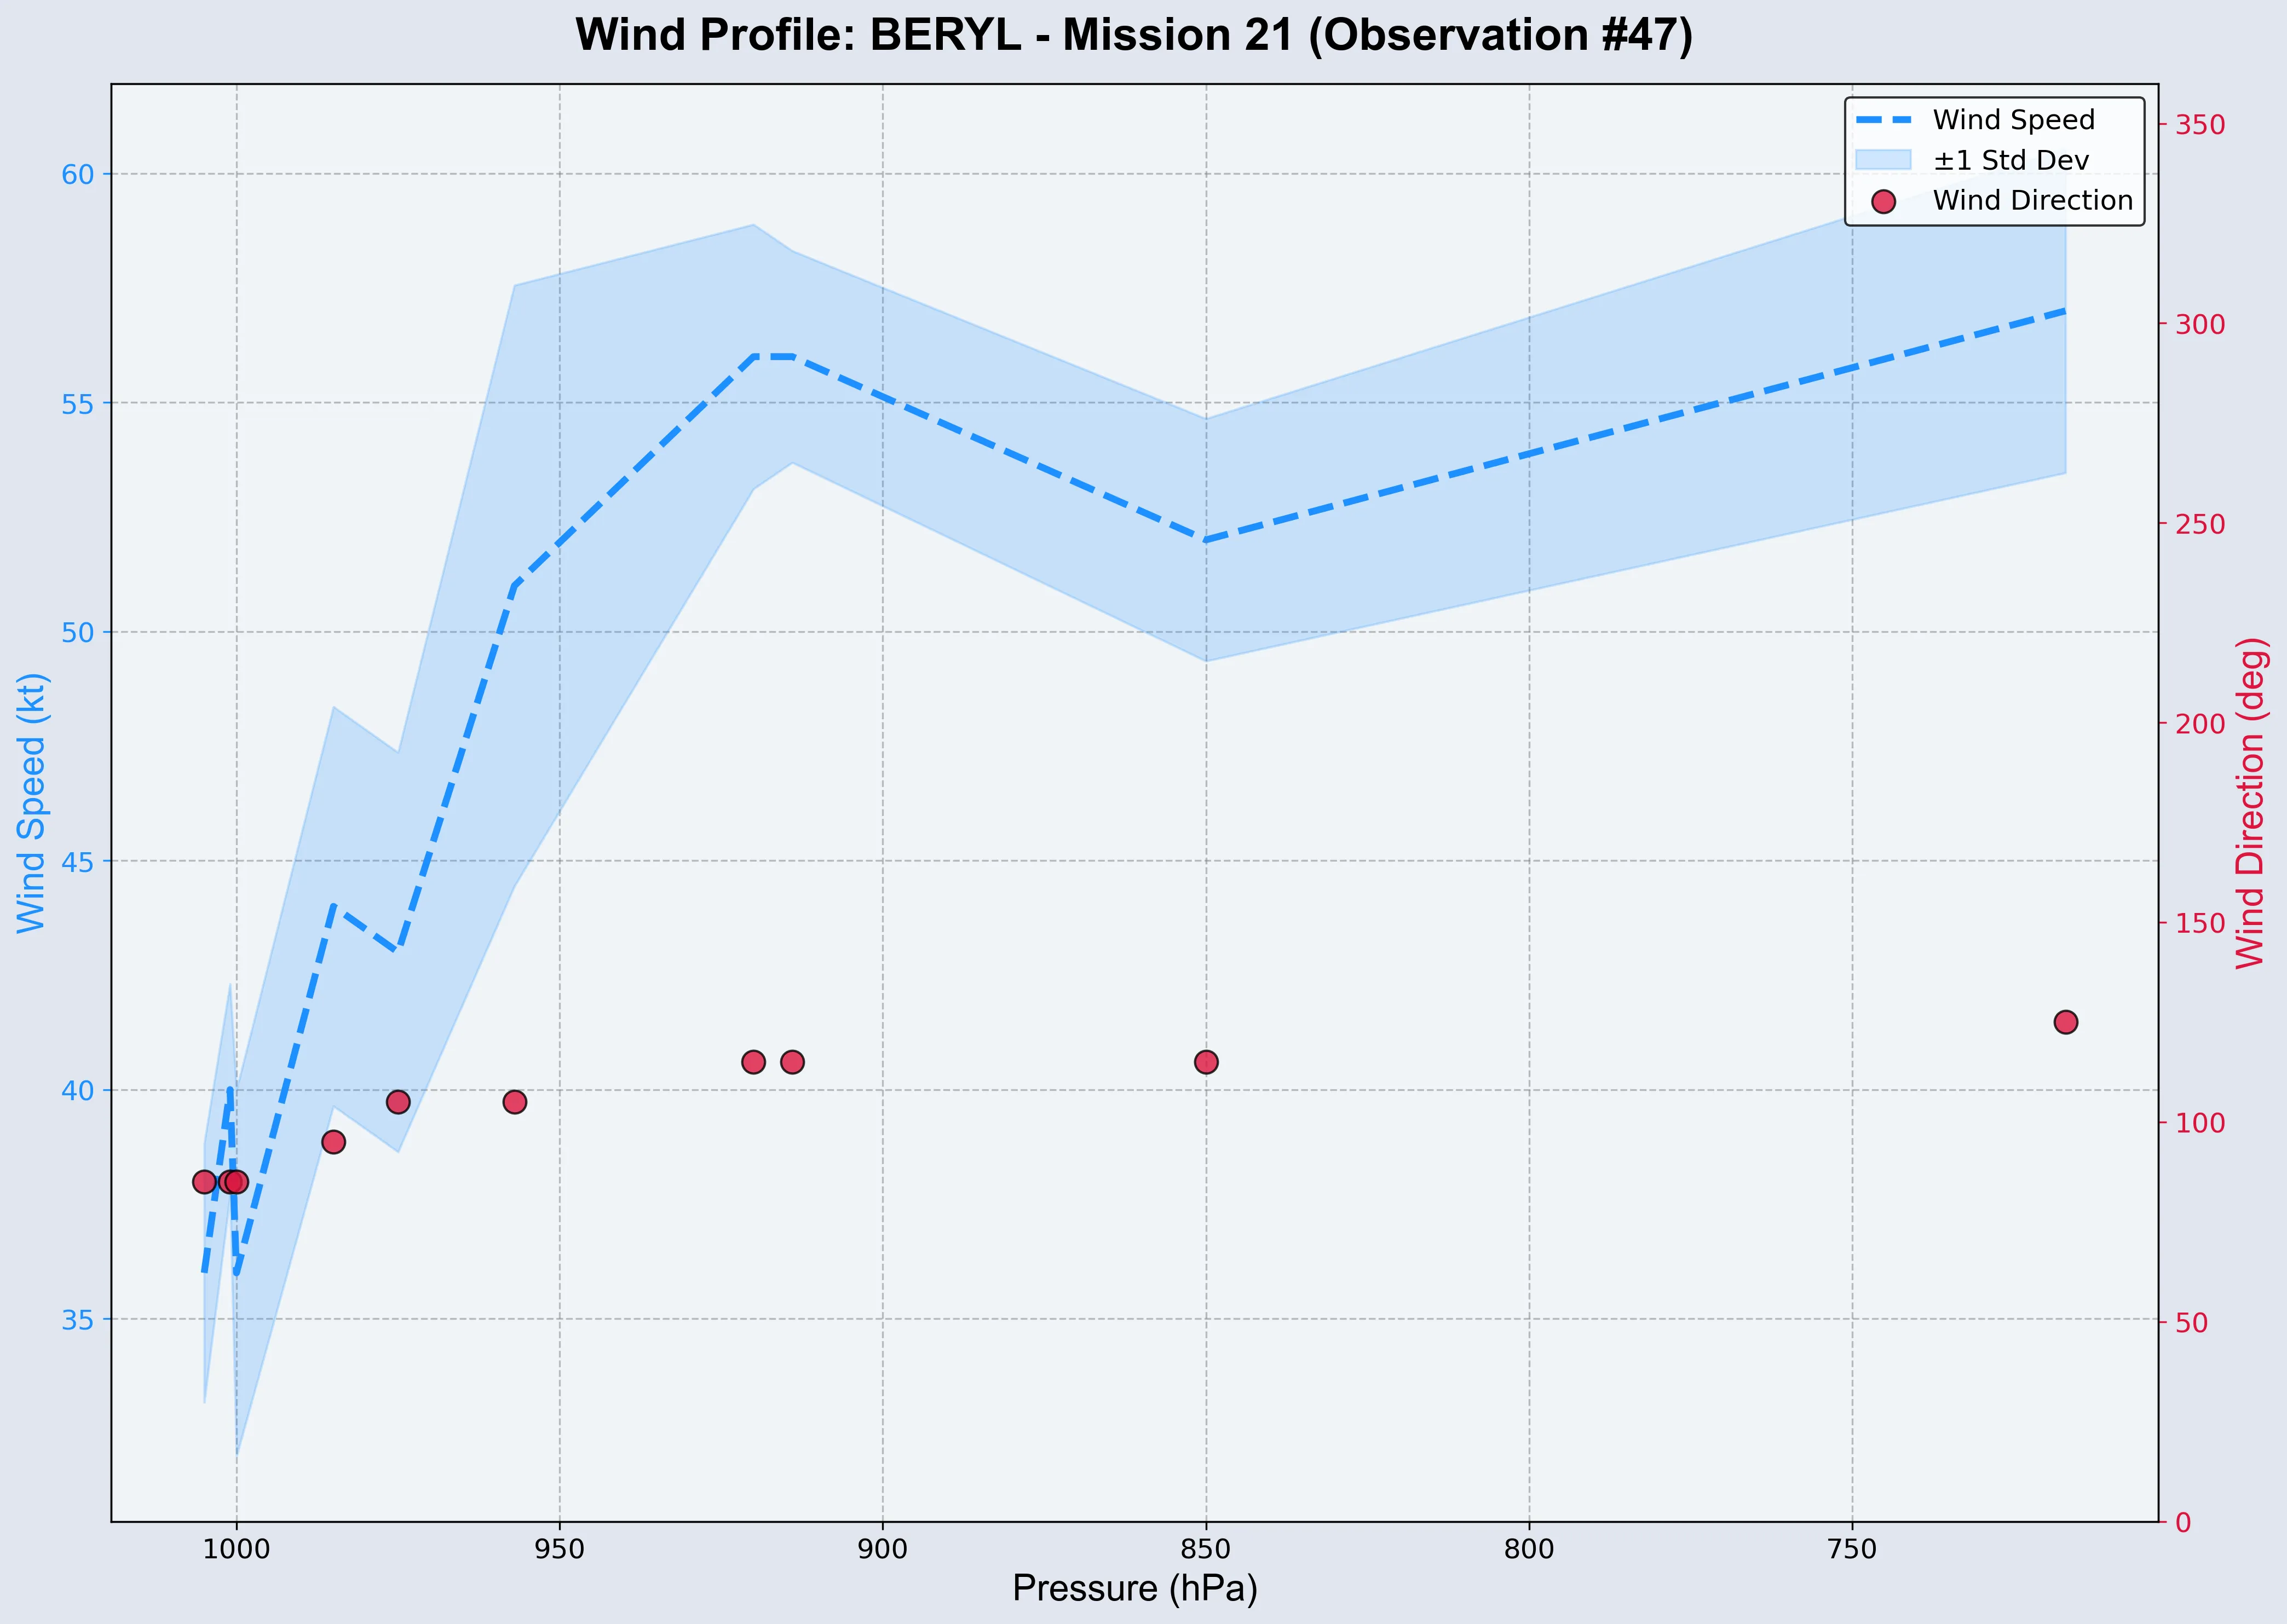 Wind Profile: BERYL - Mission 21 (Observation #47)
Wind Speed
±1 Std Dev
Wind Direction
Wind Speed (kt)
60
55
50
45
40
35
350
300
250
200
150
100
50
0
Wind Direction (deg)
1000
950
900
850
800
750
Pressure (hPa)